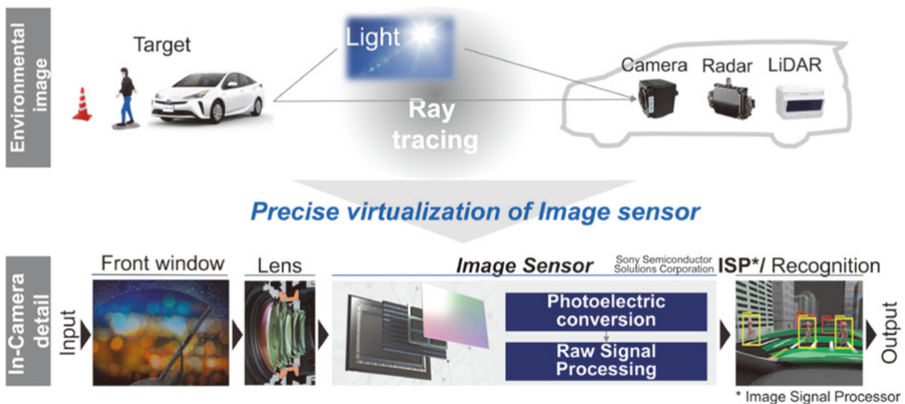 Environmental
image
Target
Light
Ray
tracing
Camera
Radar
LiDAR
Precise virtualization of Image sensor
In-Camera
detail
Input
Front window
Lens
Image Sensor
Sony Semiconductor
Solutions Corporation
Photoelectric
conversion
Raw Signal
Processing
ISP*/ Recognition
Output
* Image Signal Processor